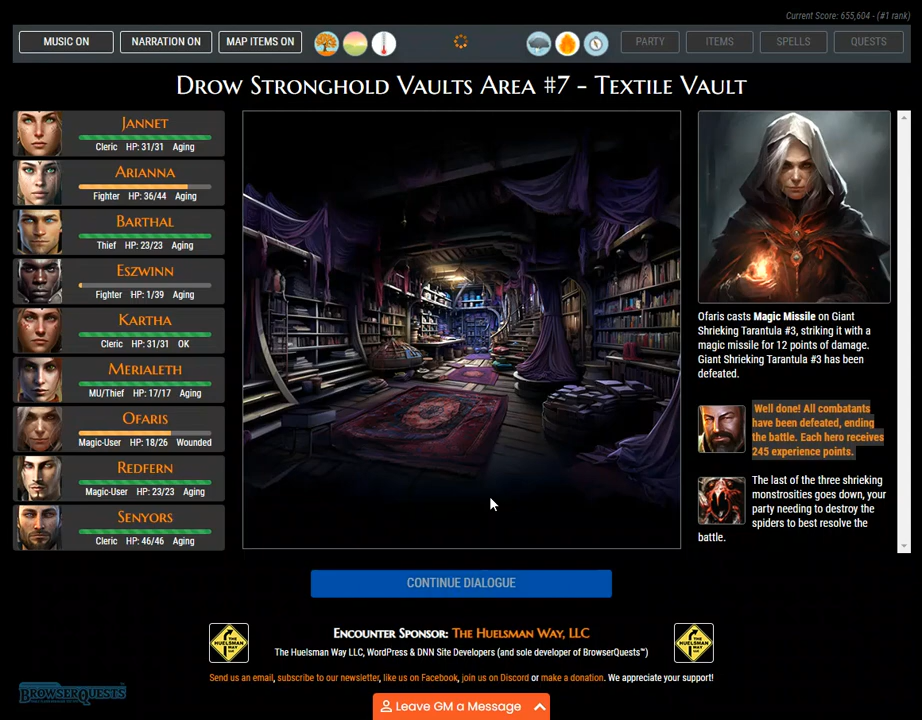 Current Score: 655,604 - (#1 rank)
MUSIC ON
NARRATION ON
MAP ITEMS ON
PARTY
ITEMS
SPELLS
QUESTS
Drow Stronghold Vaults Area #7 - Textile Vault
Jannet
Cleric HP: 31/31 Aging
Arianna
Fighter HP: 36/44 Aging
Barthal
Thief HP: 23/23 Aging
Eszwinn
Fighter HP: 1/39 Aging
Kartha
Cleric HP: 31/31 OK
Merialeth
MU/Thief HP: 17/17 Aging
Ofaris
Magic-User HP: 18/26 Wounded
Redfern
Magic-User HP: 23/23 Aging
Senyors
Cleric HP: 46/46 Aging
Ofaris casts Magic Missile on Giant
Shrieking Tarantula #3, striking it with a
magic missile for 12 points of damage.
Giant Shrieking Tarantula #3 has been
defeated.
Well done! All combatants
have been defeated, ending
the battle. Each hero receives
245 experience points.
The last of the three shrieking
monstrosities goes down, your
party needing to destroy the
spiders to best resolve the
battle.
CONTINUE DIALOGUE
THE HUELSMAN WAY
Encounter Sponsor: The Huelsman Way, LLC
The Huelsman Way LLC, WordPress & DNN Site Developers (and sole developer of BrowserQuests™)
THE HUELSMAN WAY
Send us an email, subscribe to our newsletter, like us on Facebook, join us on Discord or make a donation. We appreciate your support!
BrowserQuests
Leave GM a Message